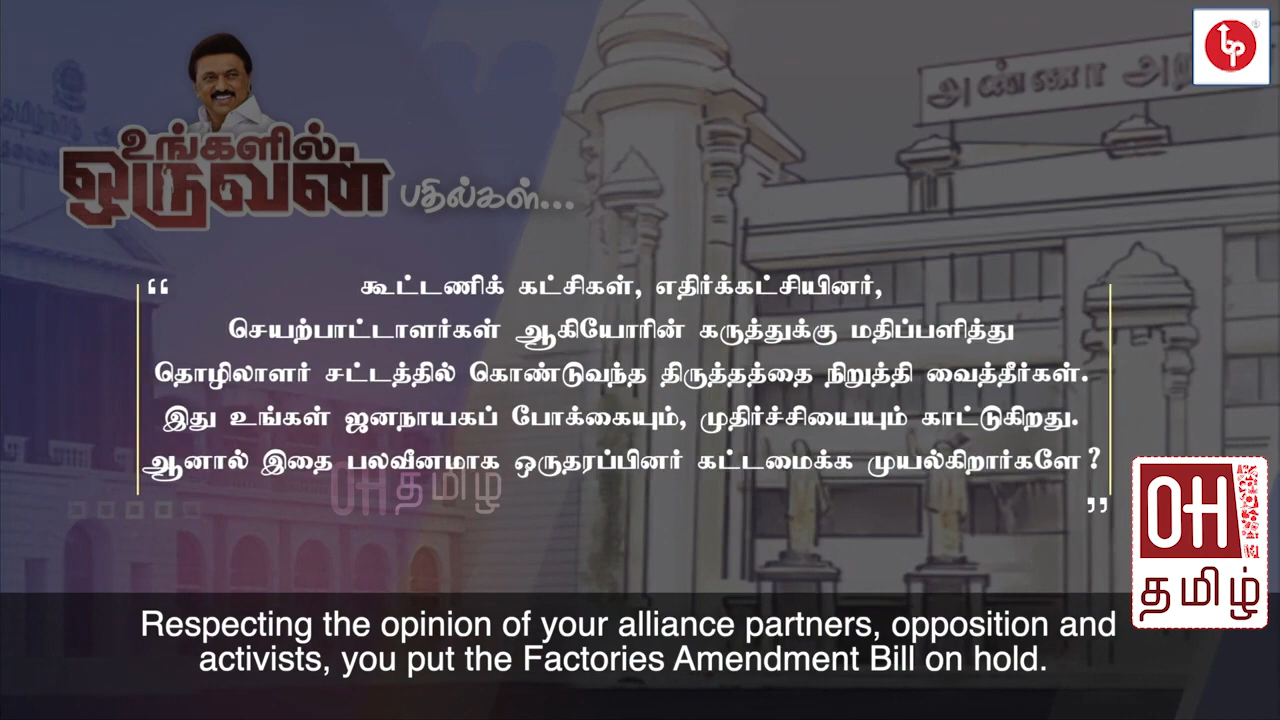 அண்ணா அற
உங்களில்
ஒருவன் பதில்கள்...
“ கூட்டணிக் கட்சிகள், எதிர்க்கட்சியினர்,
செயற்பாட்டாளர்கள் ஆகியோரின் கருத்துக்கு மதிப்பளித்து
தொழிலாளர் சட்டத்தில் கொண்டுவந்த திருத்தத்தை நிறுத்தி வைத்தீர்கள்.
இது உங்கள் ஜனநாயகப் போக்கையும், முதிர்ச்சியையும் காட்டுகிறது.
ஆனால் இதை பலவீனமாக ஒருதரப்பினர் கட்டமைக்க முயல்கிறார்களே ? ”
OH தமிழ்
OH
தமிழ்
Respecting the opinion of your alliance partners, opposition and
activists, you put the Factories Amendment Bill on hold.